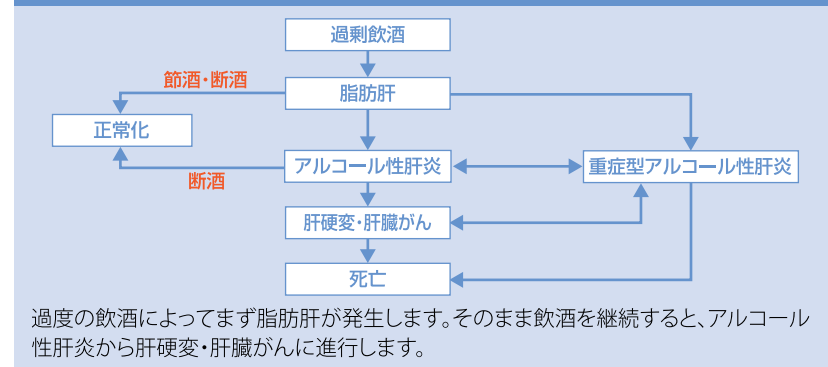 過剰飲酒
節酒・断酒
脂肪肝
正常化
アルコール性肝炎
重症型アルコール性肝炎
断酒
肝硬変・肝臓がん
死亡
過度の飲酒によってまず脂肪肝が発生します。そのまま飲酒を継続すると、アルコール
性肝炎から肝硬変・肝臓がんに進行します。